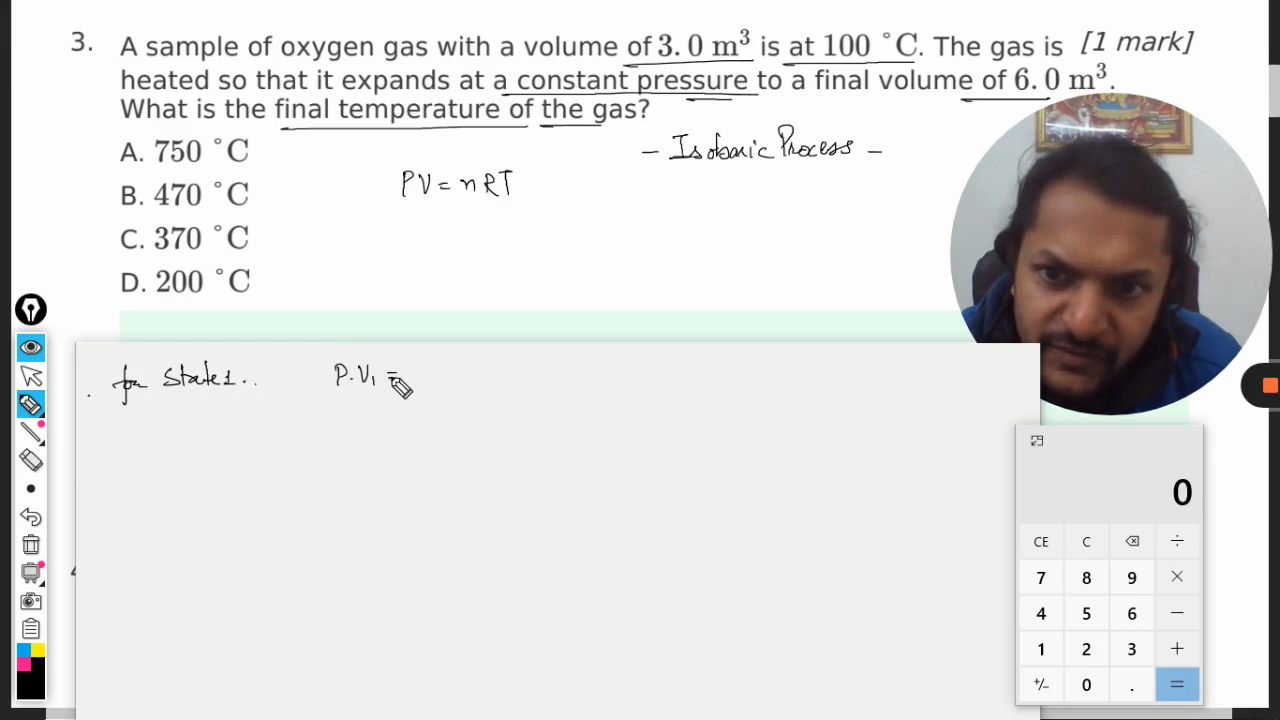 3. A sample of oxygen gas with a volume of 3.0 m³ is at 100 °C. The gas is [1 mark]
heated so that it expands at a constant pressure to a final volume of 6.0 m³.
What is the final temperature of the gas?
– Isobaric Process –
A. 750 °C
PV = nRT
B. 470 °C
C. 370 °C
D. 200 °C
for state 1.. P.V₁ =
0
CE C ⌫ ÷
7 8 9 ×
4 5 6 −
1 2 3 +
+/− 0 . =